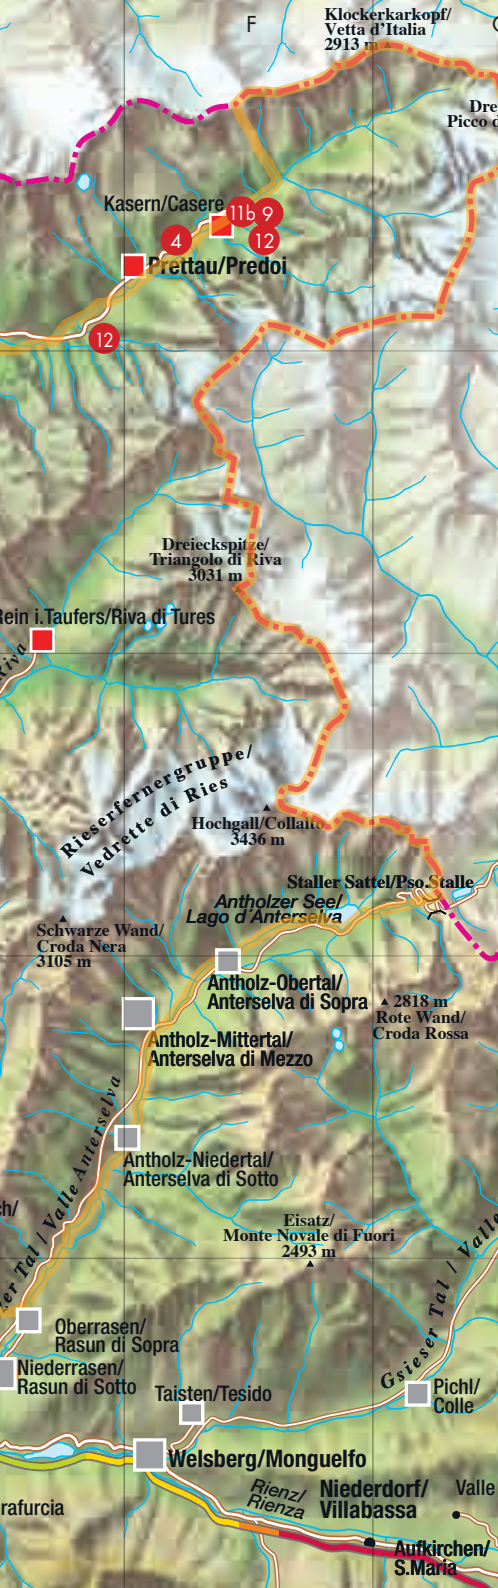 F
Klockerkarkopf/
Vetta d'Italia
2913 m
Dre
Picco d
Kasern/Casere
11b
9
4
12
Prettau/Predoi
12
Dreieckspitze/
Triangolo di Riva
3031 m
Rein i.Taufers/Riva di Tures
Riva
Rieserfernergruppe/
Vedrette di Ries
Hochgall/Collalto
3436 m
Staller Sattel/Pso.Stalle
Antholzer See/
Lago d'Anterselva
Schwarze Wand/
Croda Nera
3105 m
Antholz-Obertal/
Anterselva di Sopra
2818 m
Rote Wand/
Croda Rossa
Antholz-Mittertal/
Anterselva di Mezzo
Antholz-Niedertal/
Anterselva di Sotto
ch/
er Tal / Valle Anterselva
Eisatz/
Monte Novale di Fuori
2493 m
Gsieser Tal / Valle
Oberrasen/
Rasun di Sopra
Niederrasen/
Rasun di Sotto
Taisten/Tesido
Pichl/
Colle
Welsberg/Monguelfo
Rienz/
Rienza
Niederdorf/
Villabassa
Valle
rafurcia
Aufkirchen/
S.Maria